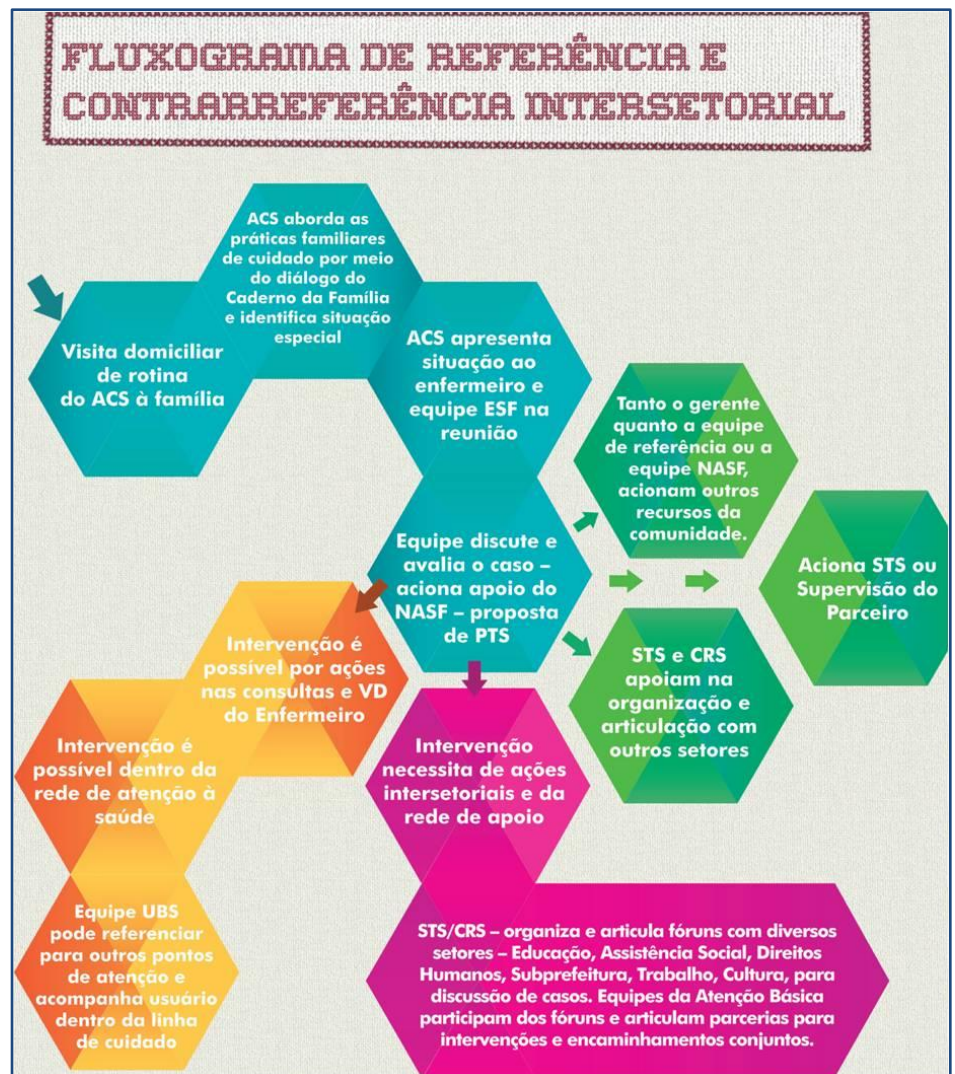 FLUXOGRAMA DE REFERÊNCIA E
CONTRARREFERÊNCIA INTERSETORIAL
ACS aborda as
práticas familiares
de cuidado por meio
do diálogo do
Caderno da Família
e identifica situação
especial
Visita domiciliar
de rotina
do ACS à família
ACS apresenta
situação ao
enfermeiro e
equipe ESF na
reunião
Tanto o gerente
quanto a equipe
de referência ou a
equipe NASF,
acionam outros
recursos da
comunidade.
Equipe discute e
avalia o caso –
aciona apoio do
NASF – proposta
de PTS
Aciona STS ou
Supervisão do
Parceiro
STS e CRS
apoiam na
organização e
articulação com
outros setores
Intervenção é
possível por ações
nas consultas e VD
do Enfermeiro
Intervenção é
possível dentro da
rede de atenção à
saúde
Intervenção
necessita de ações
intersetoriais e da
rede de apoio
Equipe UBS
pode referenciar
para outros pontos
de atenção e
acompanha usuário
dentro da linha
de cuidado
STS/CRS – organiza e articula fóruns com diversos
setores – Educação, Assistência Social, Direitos
Humanos, Subprefeitura, Trabalho, Cultura, para
discussão de casos. Equipes da Atenção Básica
participam dos fóruns e articulam parcerias para
intervenções e encaminhamentos conjuntos.